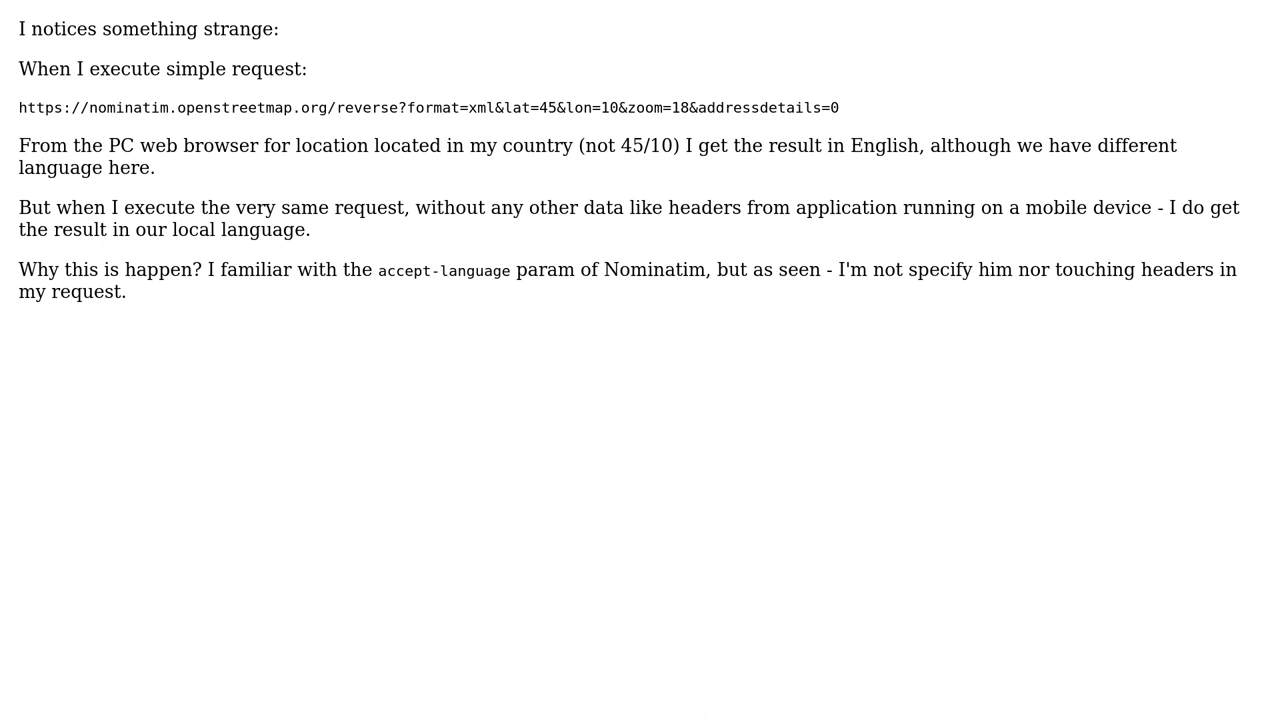 I notices something strange:
When I execute simple request:
https://nominatim.openstreetmap.org/reverse?format=xml&lat=45&lon=10&zoom=18&addressdetails=0
From the PC web browser for location located in my country (not 45/10) I get the result in English, although we have different
language here.
But when I execute the very same request, without any other data like headers from application running on a mobile device - I do get
the result in our local language.
Why this is happen? I familiar with the accept-language param of Nominatim, but as seen - I'm not specify him nor touching headers in
my request.